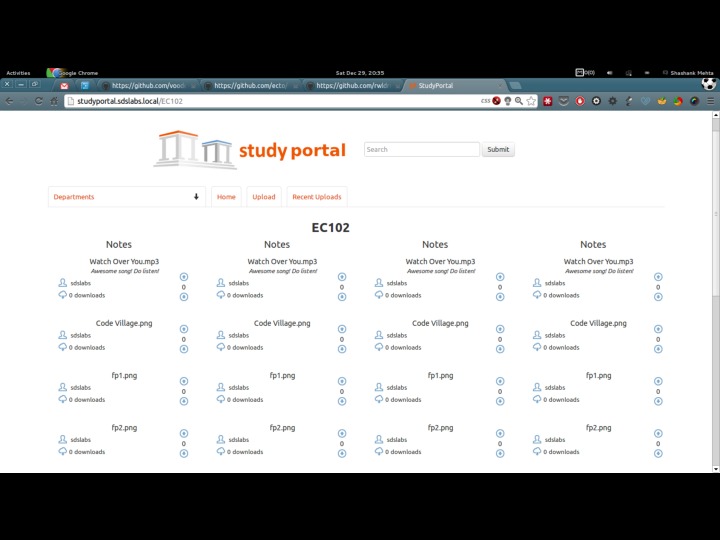 Activities Google Chrome Sat Dec 29, 20:35 Shashank Mehta
https://github.com/vood https://github.com/ecto https://github.com/rwldr StudyPortal
studyportal.sdslabs.local/EC102 css
study portal Search Submit
Departments Home Upload Recent Uploads
EC102
Notes Notes Notes Notes
Watch Over You.mp3 Watch Over You.mp3 Watch Over You.mp3 Watch Over You.mp3
Awesome song! Do listen! Awesome song! Do listen! Awesome song! Do listen! Awesome song! Do listen!
sdslabs 0 sdslabs 0 sdslabs 0 sdslabs 0
0 downloads 0 downloads 0 downloads 0 downloads
Code Village.png Code Village.png Code Village.png Code Village.png
sdslabs 0 sdslabs 0 sdslabs 0 sdslabs 0
0 downloads 0 downloads 0 downloads 0 downloads
fp1.png fp1.png fp1.png fp1.png
sdslabs 0 sdslabs 0 sdslabs 0 sdslabs 0
0 downloads 0 downloads 0 downloads 0 downloads
fp2.png fp2.png fp2.png fp2.png
sdslabs 0 sdslabs 0 sdslabs 0 sdslabs 0
0 downloads 0 downloads 0 downloads 0 downloads